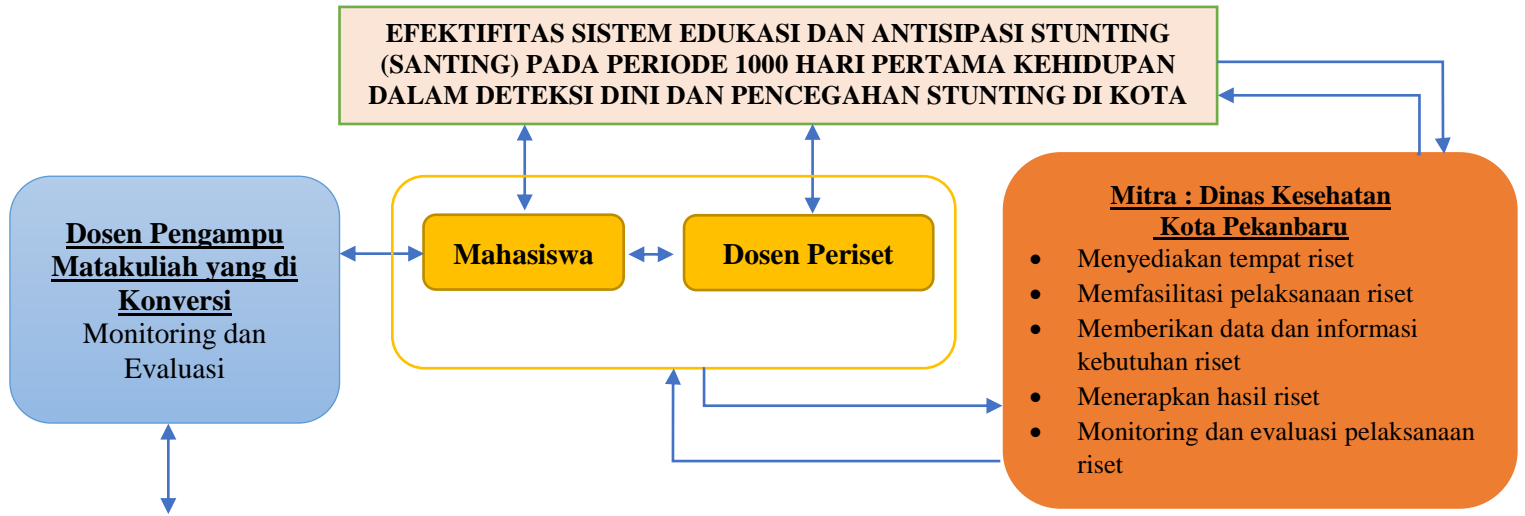 EFEKTIFITAS SISTEM EDUKASI DAN ANTISIPASI STUNTING
(SANTING) PADA PERIODE 1000 HARI PERTAMA KEHIDUPAN
DALAM DETEKSI DINI DAN PENCEGAHAN STUNTING DI KOTA
Dosen Pengampu
Matakuliah yang di
Konversi
Monitoring dan
Evaluasi
Mahasiswa
Dosen Periset
Mitra : Dinas Kesehatan
Kota Pekanbaru
• Menyediakan tempat riset
• Memfasilitasi pelaksanaan riset
• Memberikan data dan informasi
kebutuhan riset
• Menerapkan hasil riset
• Monitoring dan evaluasi pelaksanaan
riset